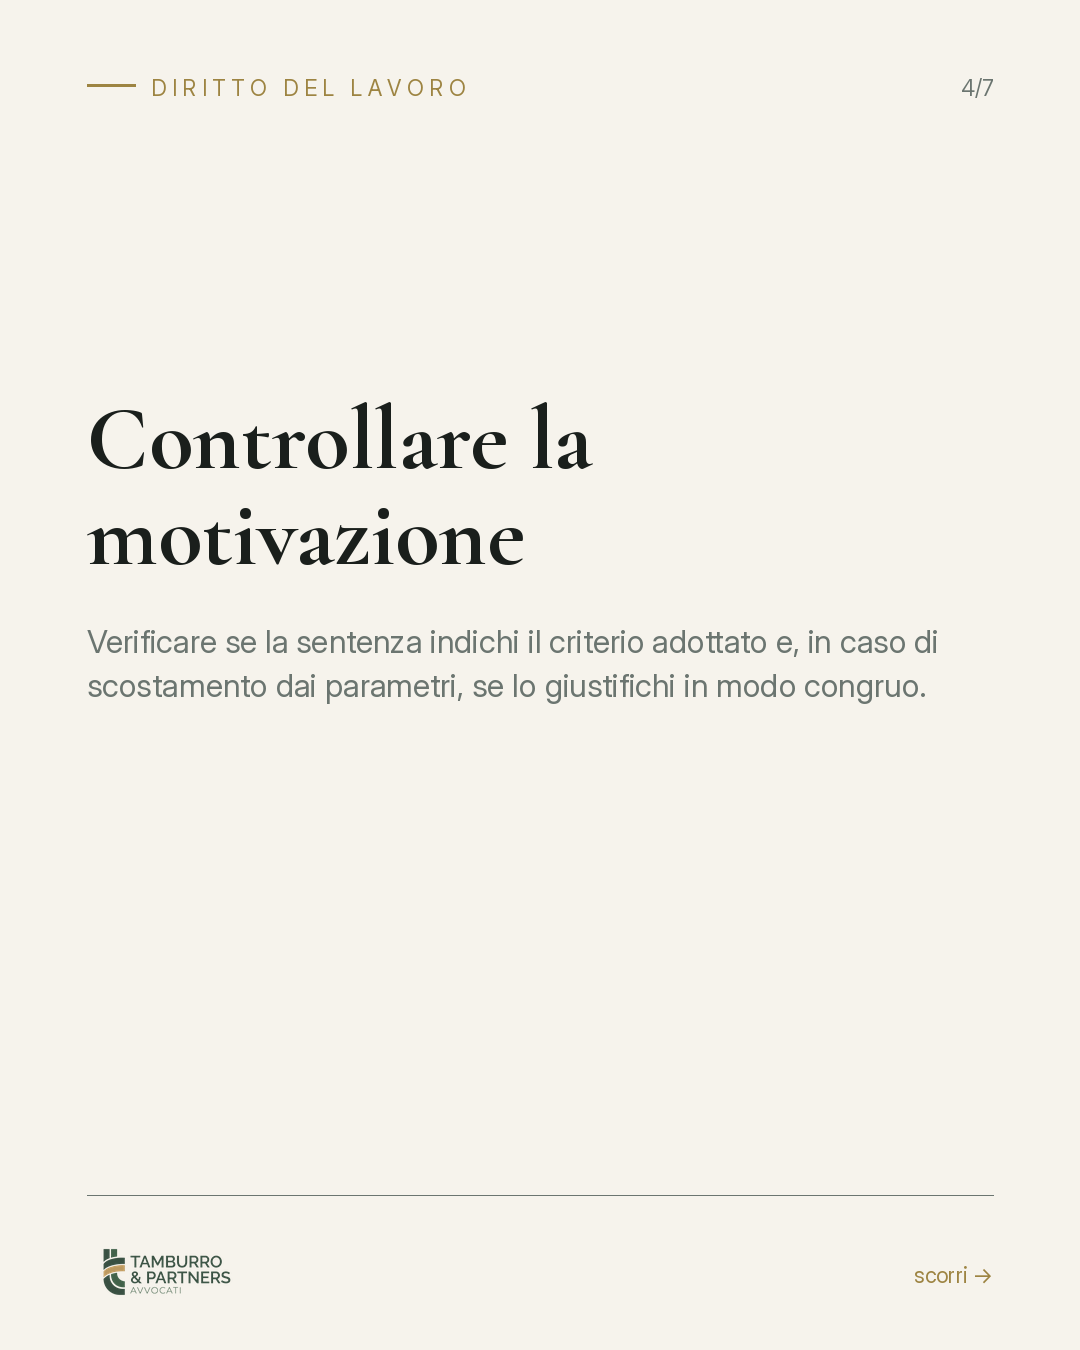 DIRITTO DEL LAVORO
4/7
Controllare la
motivazione
Verificare se la sentenza indichi il criterio adottato e, in caso di
scostamento dai parametri, se lo giustifichi in modo congruo.
TAMBURRO
& PARTNERS
AVVOCATI
scorri →